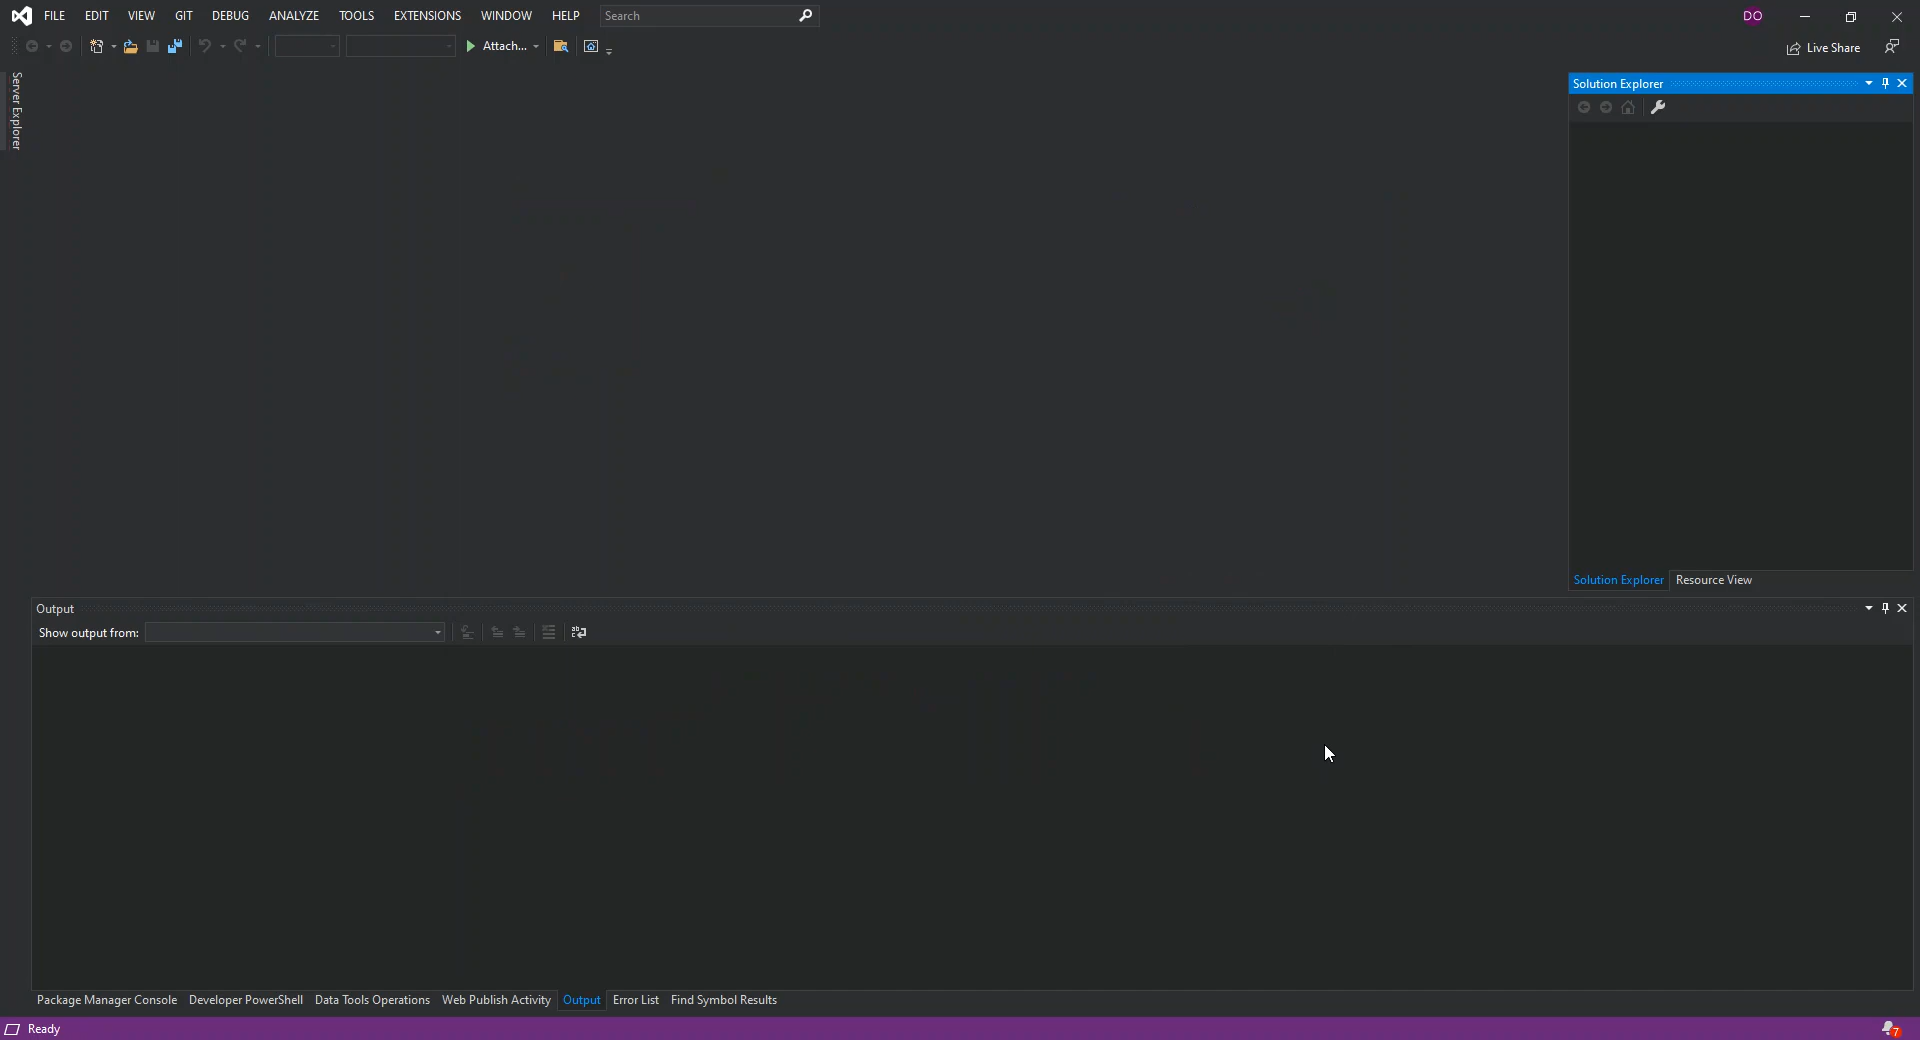 FILE EDIT VIEW GIT DEBUG ANALYZE TOOLS EXTENSIONS WINDOW HELP Search DO
Attach... Live Share
Server Explorer
Solution Explorer
Solution Explorer Resource View
Output
Show output from:
Package Manager Console Developer PowerShell Data Tools Operations Web Publish Activity Output Error List Find Symbol Results
Ready 7